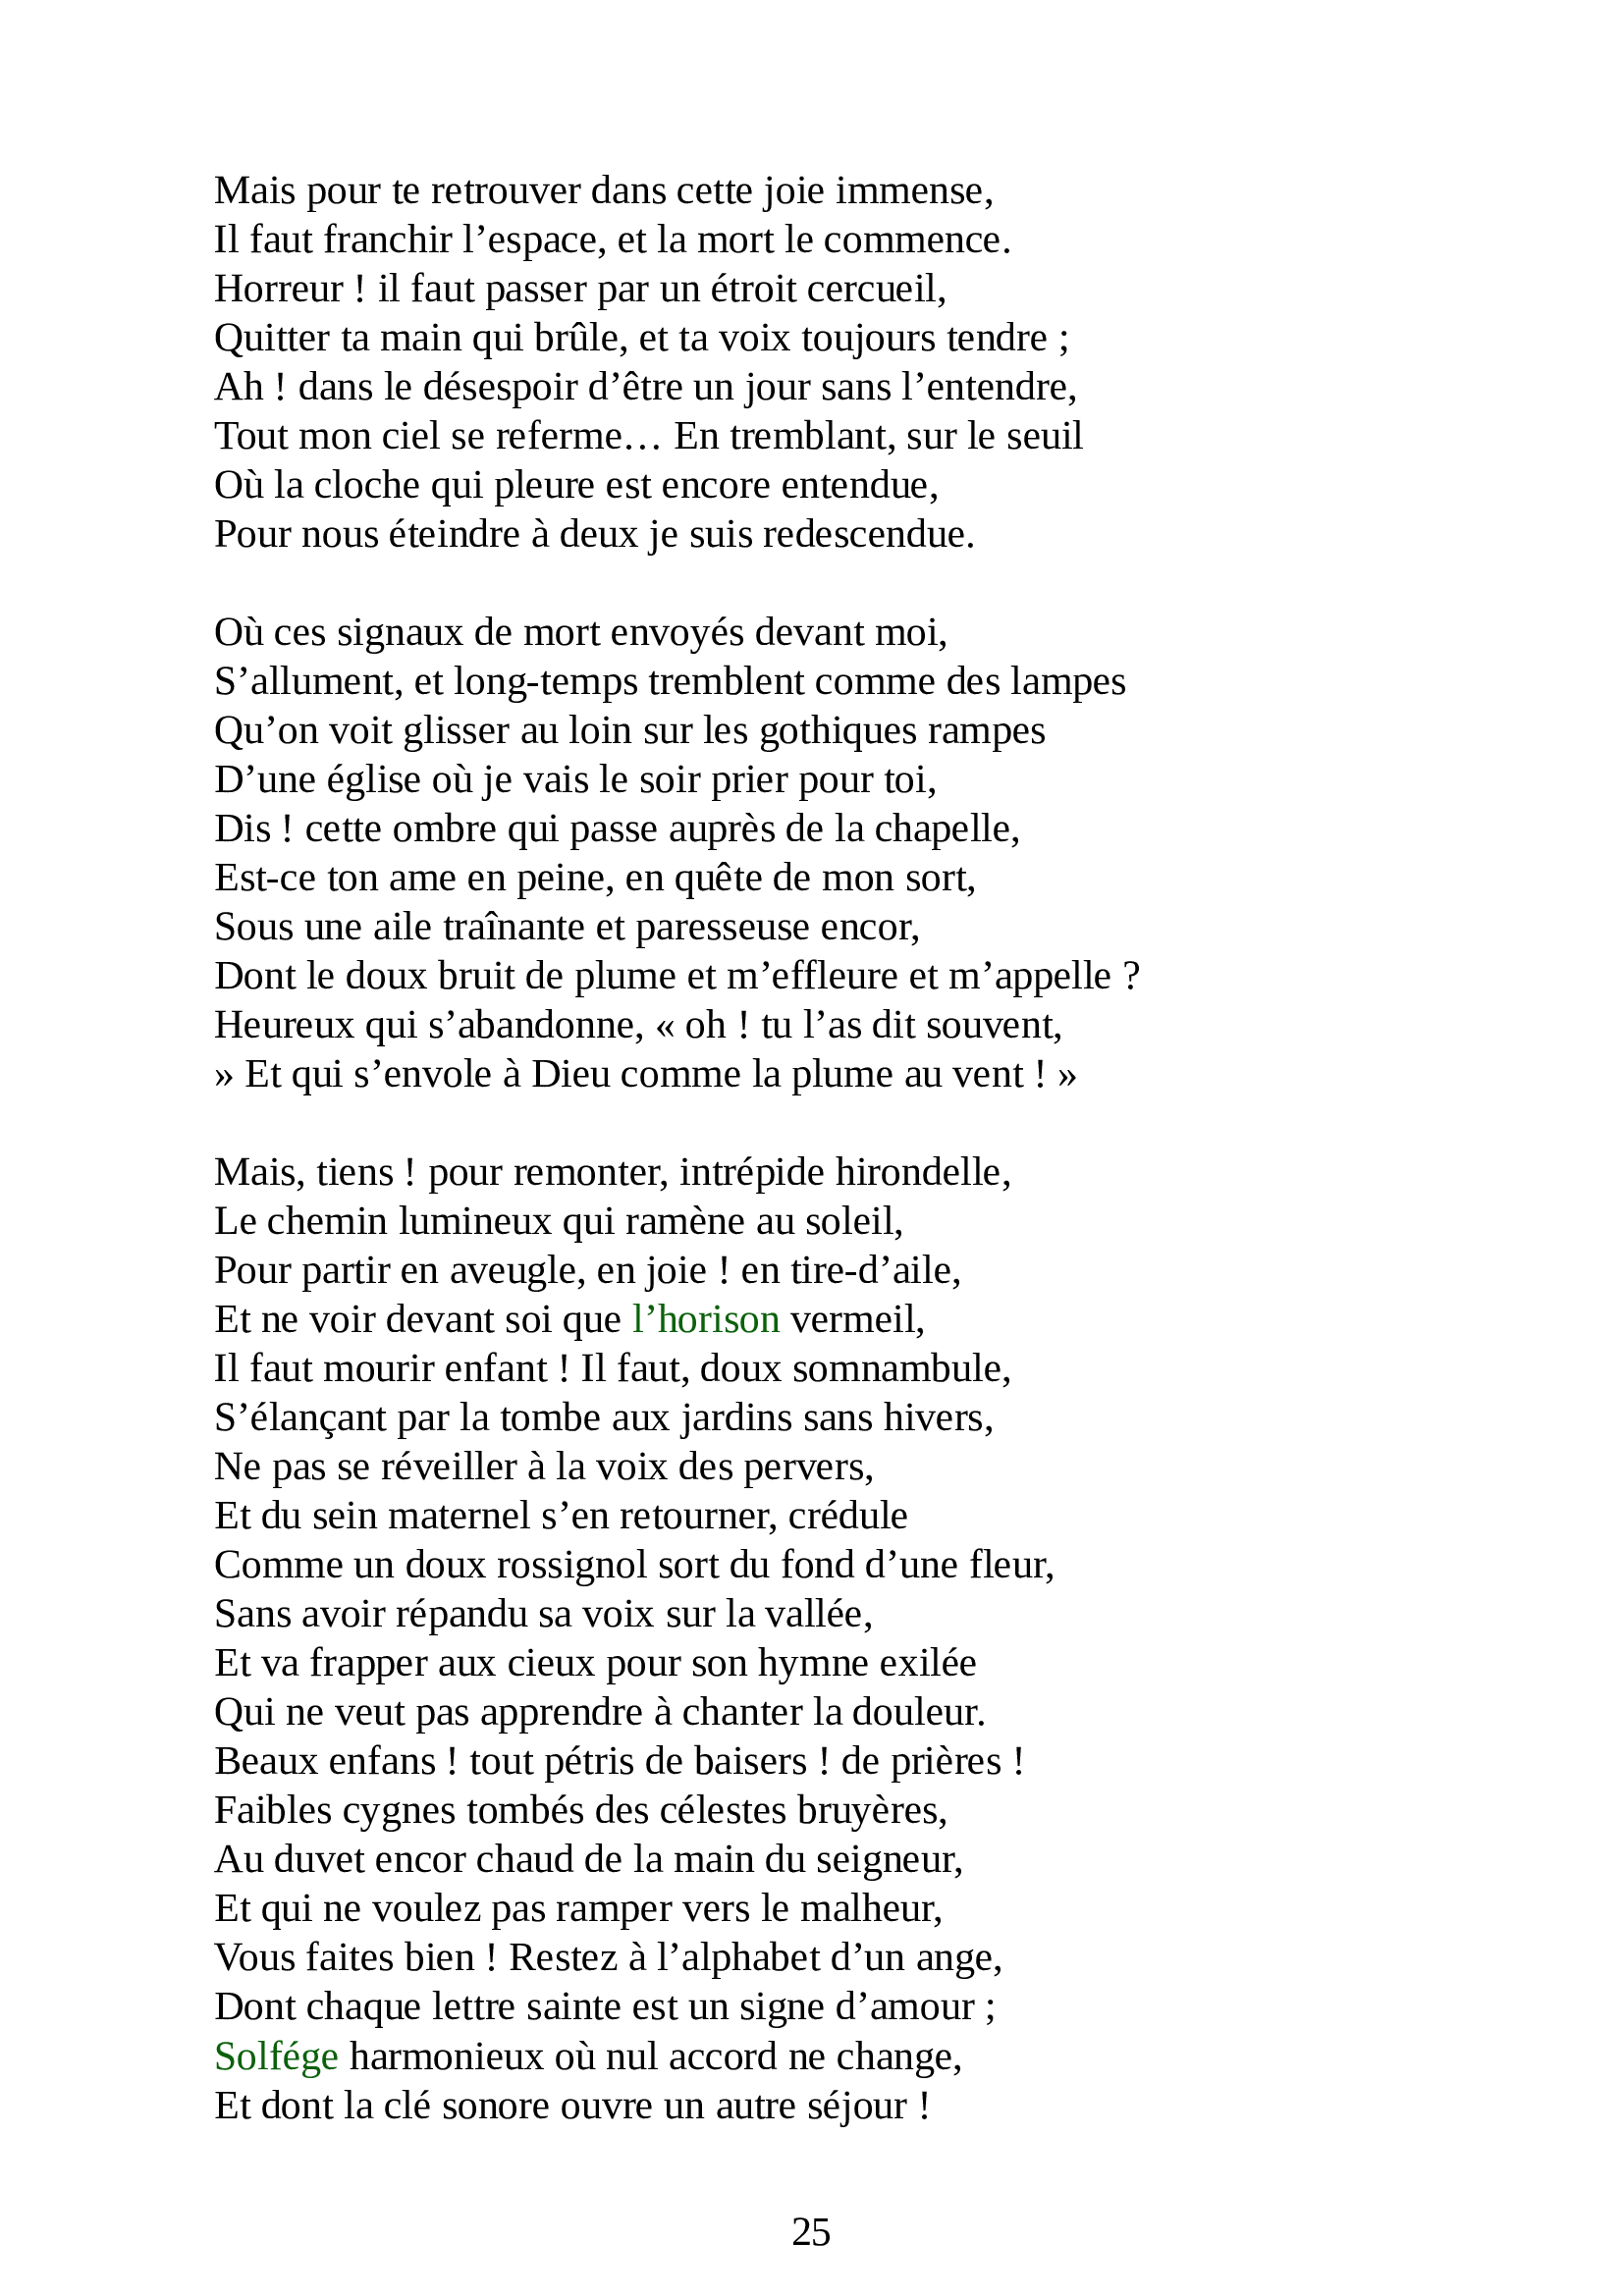 Mais pour te retrouver dans cette joie immense,
Il faut franchir l’espace, et la mort le commence.
Horreur ! il faut passer par un étroit cercueil,
Quitter ta main qui brûle, et ta voix toujours tendre ;
Ah ! dans le désespoir d’être un jour sans l’entendre,
Tout mon ciel se referme… En tremblant, sur le seuil
Où la cloche qui pleure est encore entendue,
Pour nous éteindre à deux je suis redescendue.

Où ces signaux de mort envoyés devant moi,
S’allument, et long-temps tremblent comme des lampes
Qu’on voit glisser au loin sur les gothiques rampes
D’une église où je vais le soir prier pour toi,
Dis ! cette ombre qui passe auprès de la chapelle,
Est-ce ton ame en peine, en quête de mon sort,
Sous une aile traînante et paresseuse encor,
Dont le doux bruit de plume et m’effleure et m’appelle ?
Heureux qui s’abandonne, « oh ! tu l’as dit souvent,
» Et qui s’envole à Dieu comme la plume au vent ! »

Mais, tiens ! pour remonter, intrépide hirondelle,
Le chemin lumineux qui ramène au soleil,
Pour partir en aveugle, en joie ! en tire-d’aile,
Et ne voir devant soi que l’horison vermeil,
Il faut mourir enfant ! Il faut, doux somnambule,
S’élançant par la tombe aux jardins sans hivers,
Ne pas se réveiller à la voix des pervers,
Et du sein maternel s’en retourner, crédule
Comme un doux rossignol sort du fond d’une fleur,
Sans avoir répandu sa voix sur la vallée,
Et va frapper aux cieux pour son hymne exilée
Qui ne veut pas apprendre à chanter la douleur.
Beaux enfans ! tout pétris de baisers ! de prières !
Faibles cygnes tombés des célestes bruyères,
Au duvet encor chaud de la main du seigneur,
Et qui ne voulez pas ramper vers le malheur,
Vous faites bien ! Restez à l’alphabet d’un ange,
Dont chaque lettre sainte est un signe d’amour ;
Solfége harmonieux où nul accord ne change,
Et dont la clé sonore ouvre un autre séjour !

25